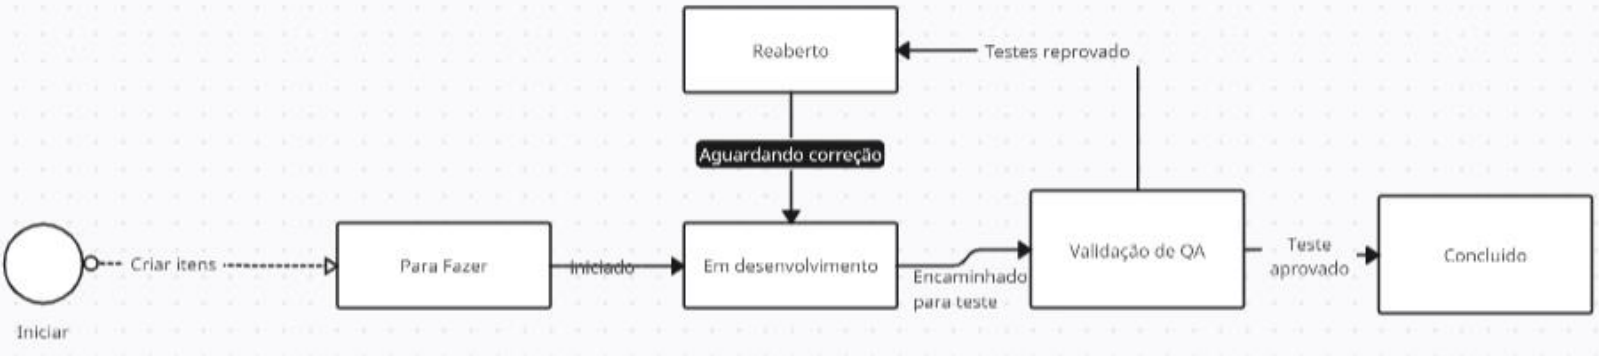 Reaberto
Testes reprovado
Aguardando correção
Iniciar
Criar itens
Para Fazer
Iniciado
Em desenvolvimento
Encaminhado
para teste
Validação de QA
Teste
aprovado
Concluido